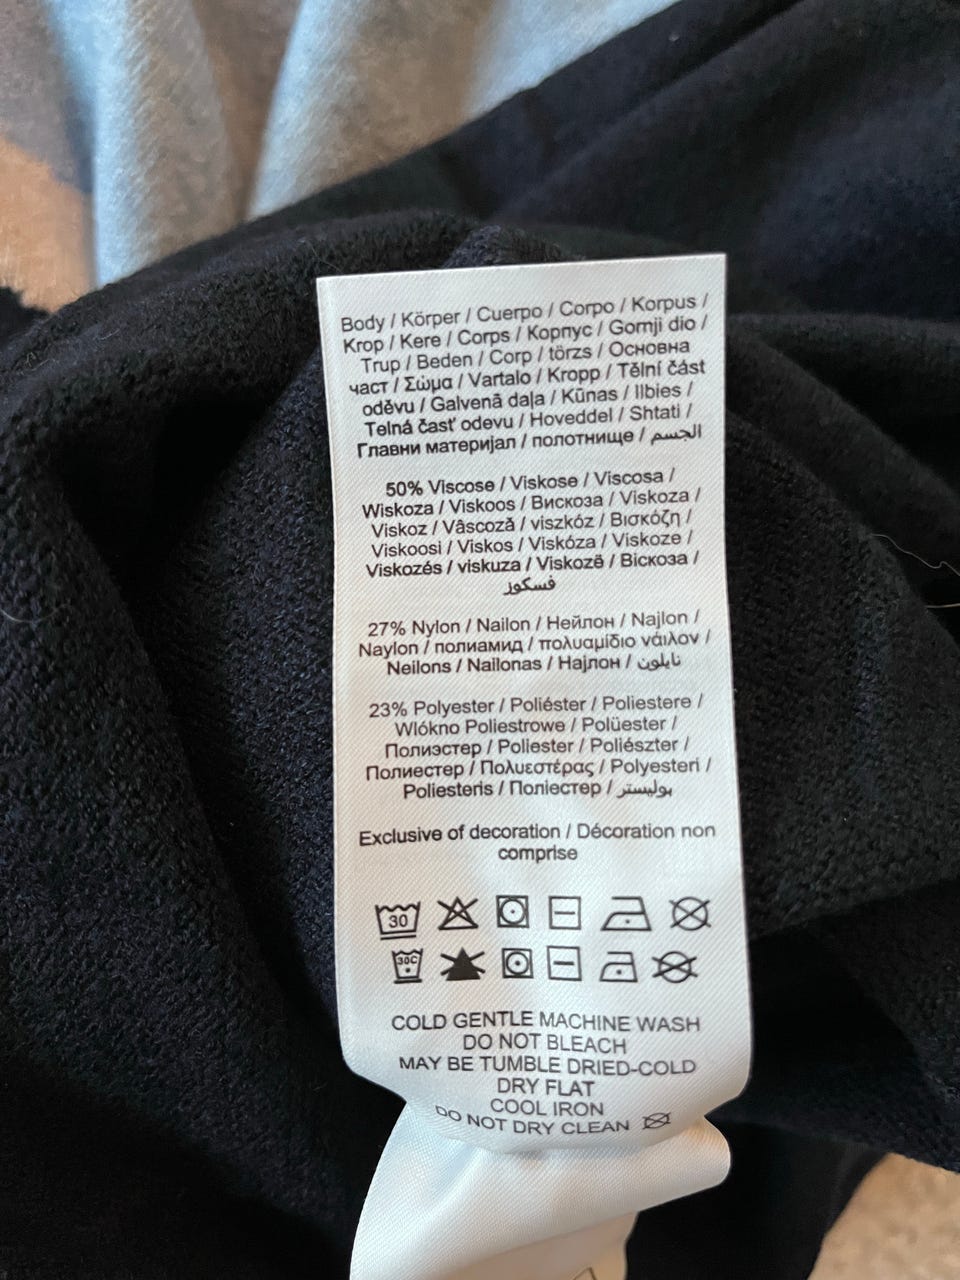 Body / Körper / Cuerpo / Corpo / Korpus /
Krop / Kere / Corps / Корпус / Gornji dio /
Trup / Beden / Corp / törzs / Основна
част / Σώμα / Vartalo / Kropp / Tělní část
oděvu / Galvenā daļa / Kūnas / Ilbies /
Telná časť odevu / Hoveddel / Shtati /
Главни материјал / полотнище / الجسم
50% Viscose / Viskose / Viscosa /
Wiskoza / Viskoos / Вискоза / Viskoza /
Viskoz / Vâscoză / viszkóz / Βισκόζη /
Viskoosi / Viskos / Viskóza / Viskoze /
Viskozés / viskuza / Viskozë / Віскоза /
فسكوز
27% Nylon / Nailon / Нейлон / Najlon /
Naylon / полиамид / πολυαμίδιο νάιλον /
Neilons / Nailonas / Најлон / نايلون
23% Polyester / Poliéster / Poliestere /
Wlókno Poliestrowe / Polüester /
Полиэстер / Poliester / Poliészter /
Полиестер / Πολυεστέρας / Polyesteri /
Poliesteris / Поліестер / بوليستر
Exclusive of decoration / Décoration non
comprise
30
30C
COLD GENTLE MACHINE WASH
DO NOT BLEACH
MAY BE TUMBLE DRIED-COLD
DRY FLAT
COOL IRON
DO NOT DRY CLEAN